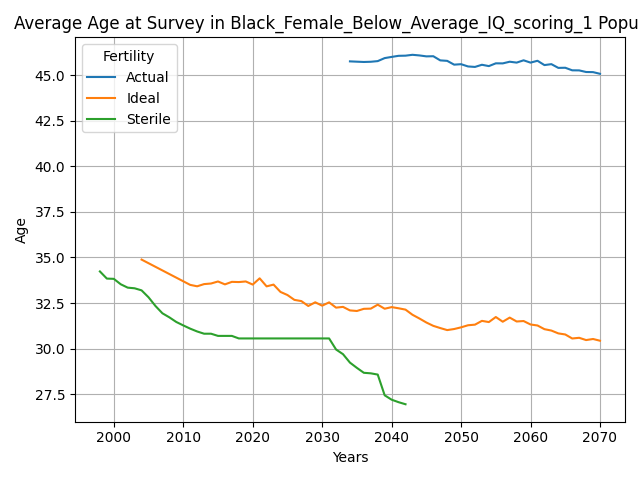 Average Age at Survey in Black_Female_Below_Average_IQ_scoring_1 Popu
Fertility
Actual
Ideal
Sterile
45.0
42.5
40.0
37.5
35.0
32.5
30.0
27.5
Age
2000 2010 2020 2030 2040 2050 2060 2070
Years